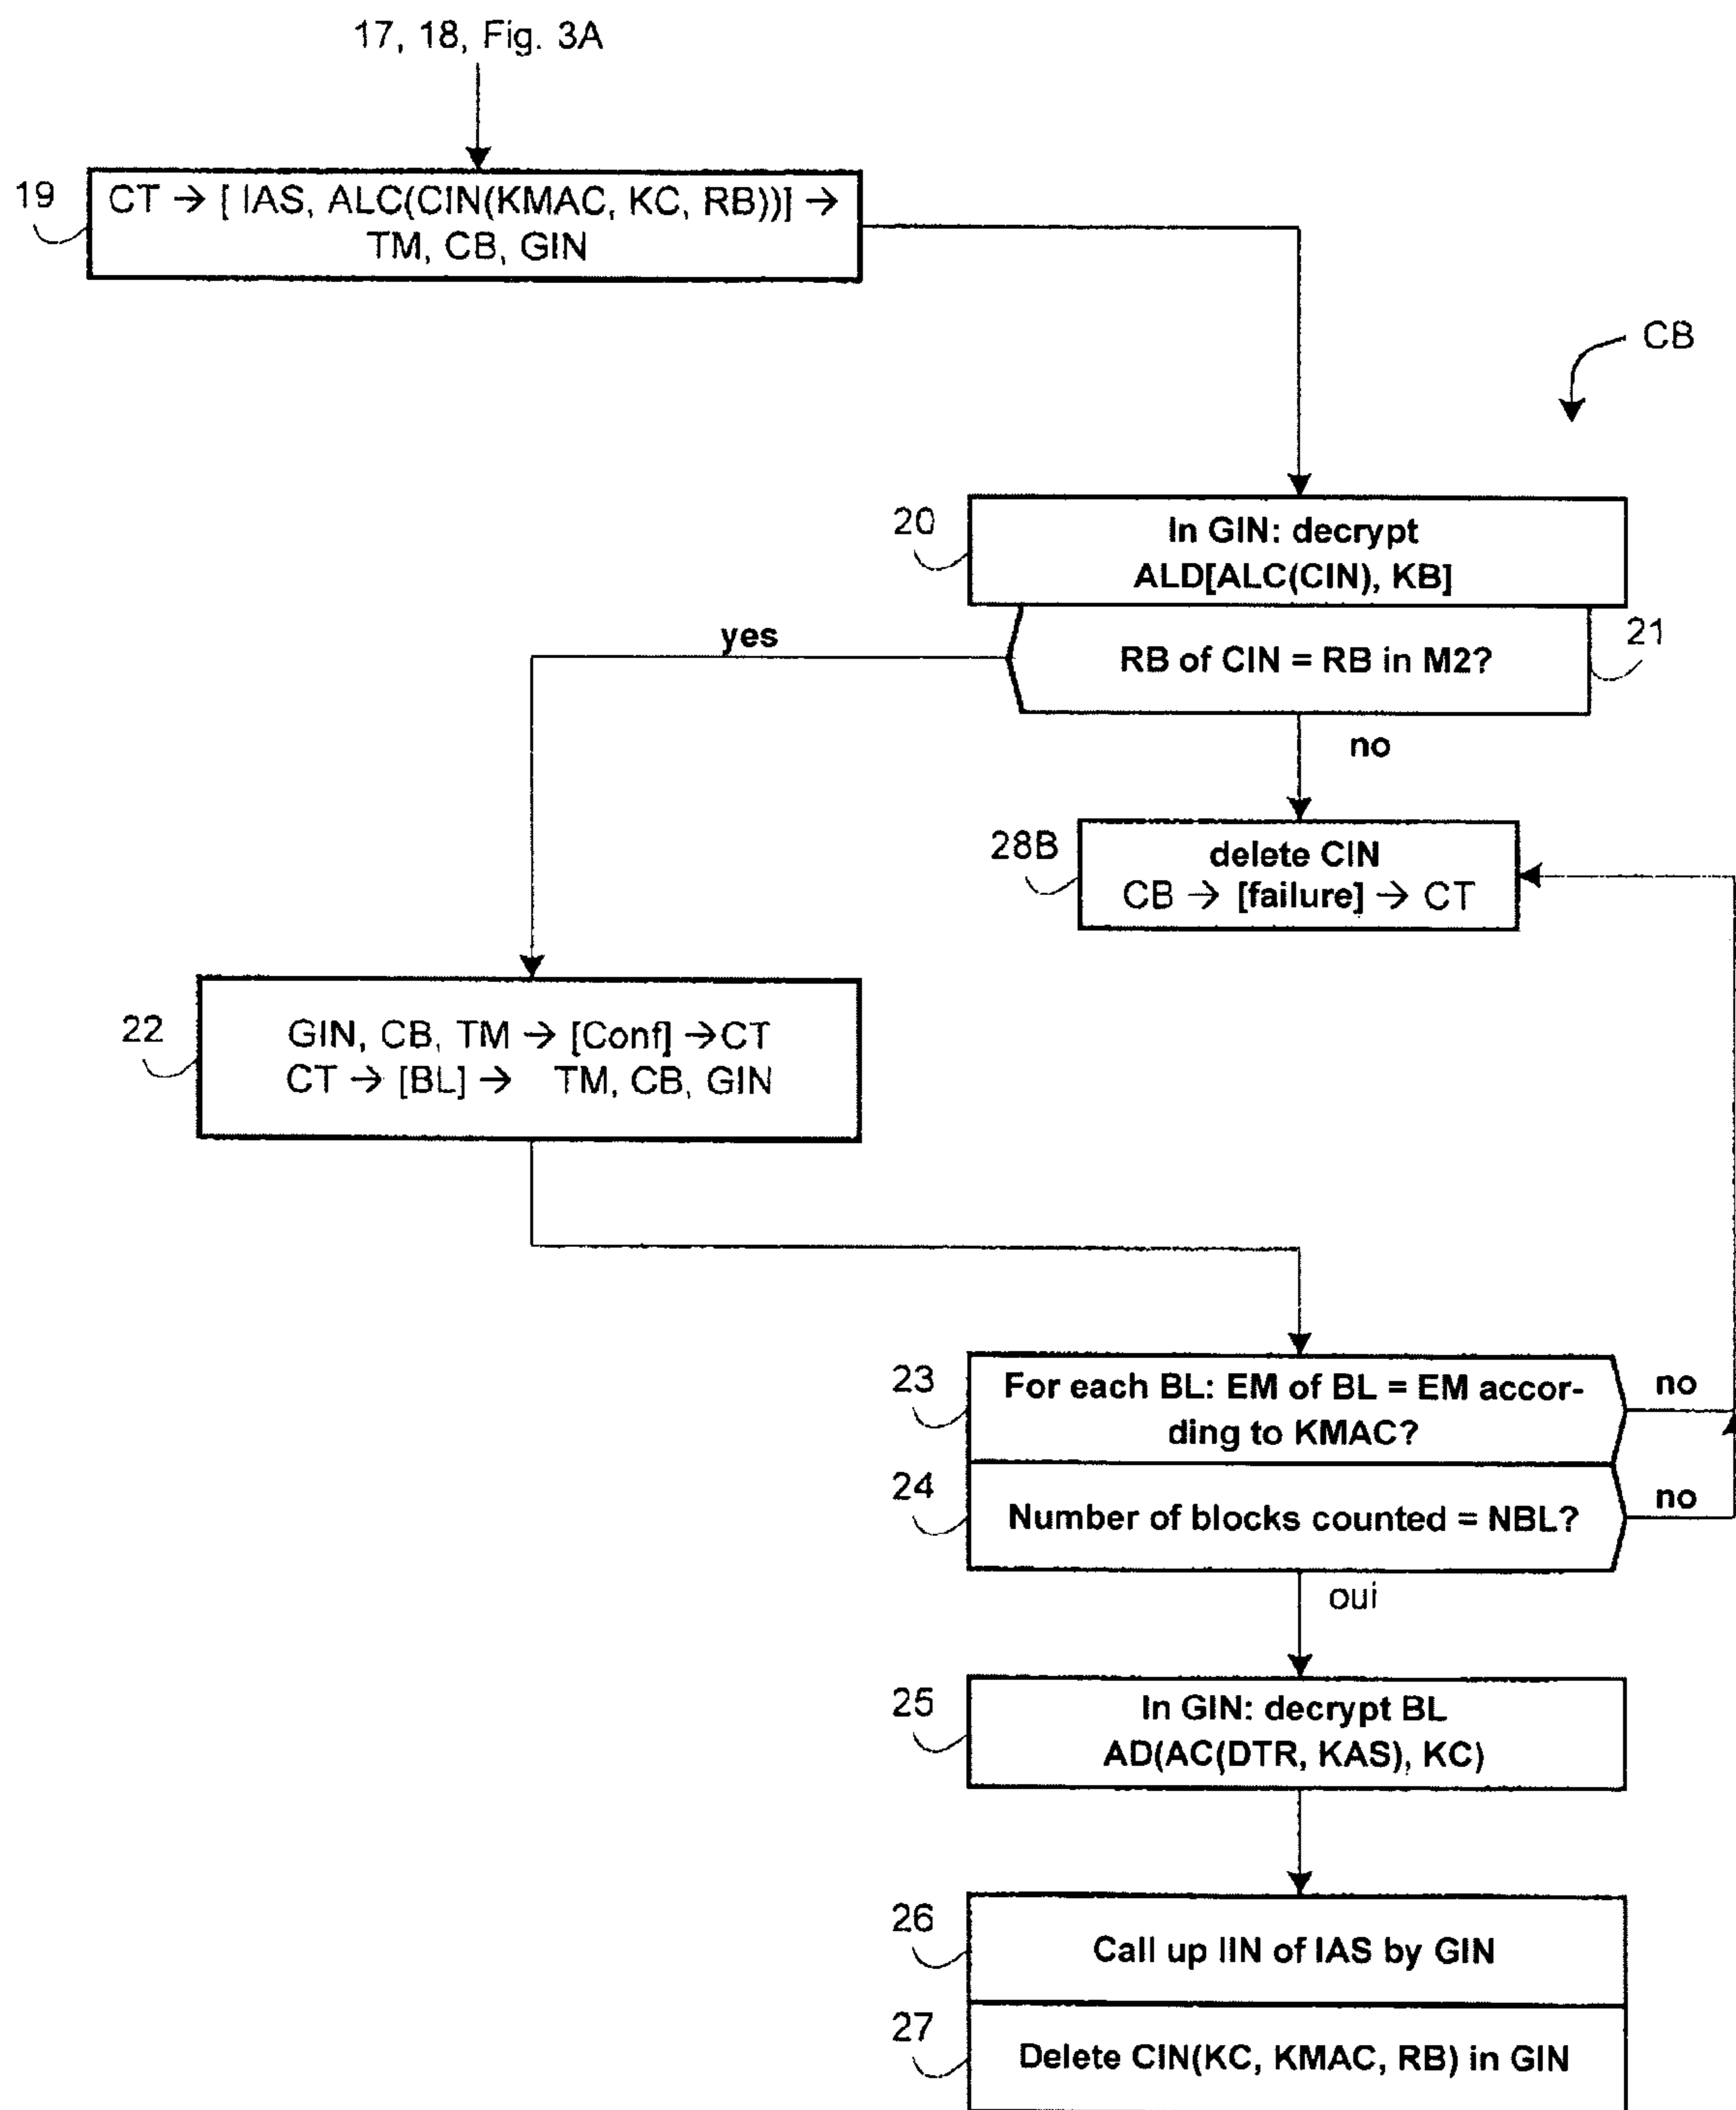 17, 18, Fig. 3A
19
CT → [ IAS, ALC(CIN(KMAC, KC, RB))] →
TM, CB, GIN
CB
20
In GIN: decrypt
ALD[ALC(CIN), KB]
21
yes
RB of CIN = RB in M2?
no
28B
delete CIN
CB → [failure] → CT
22
GIN, CB, TM → [Conf] →CT
CT → [BL] → TM, CB, GIN
23
For each BL: EM of BL = EM accor-
ding to KMAC?
no
24
Number of blocks counted = NBL?
no
oui
25
In GIN: decrypt BL
AD(AC(DTR, KAS), KC)
26
Call up IIN of IAS by GIN
27
Delete CIN(KC, KMAC, RB) in GIN